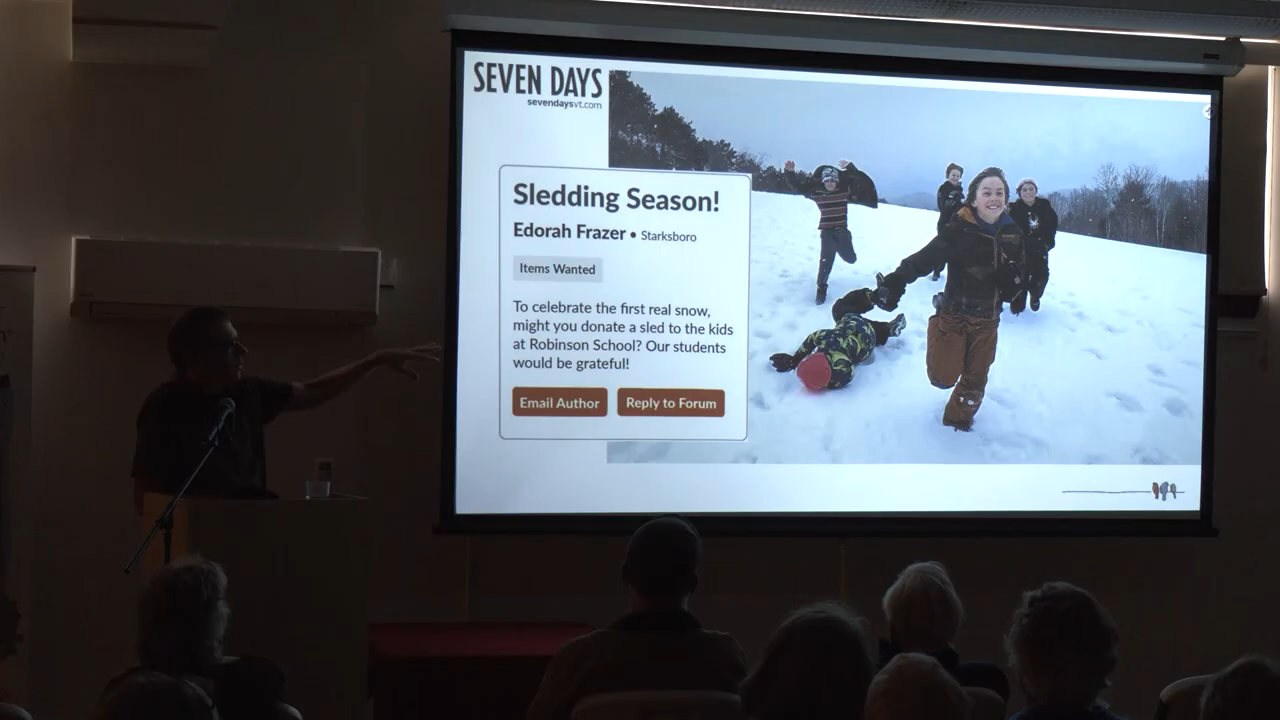 SEVEN DAYS
sevendaysvt.com
Sledding Season!
Edorah Frazer • Starksboro
Items Wanted
To celebrate the first real snow,
might you donate a sled to the kids
at Robinson School? Our students
would be grateful!
Email Author Reply to Forum